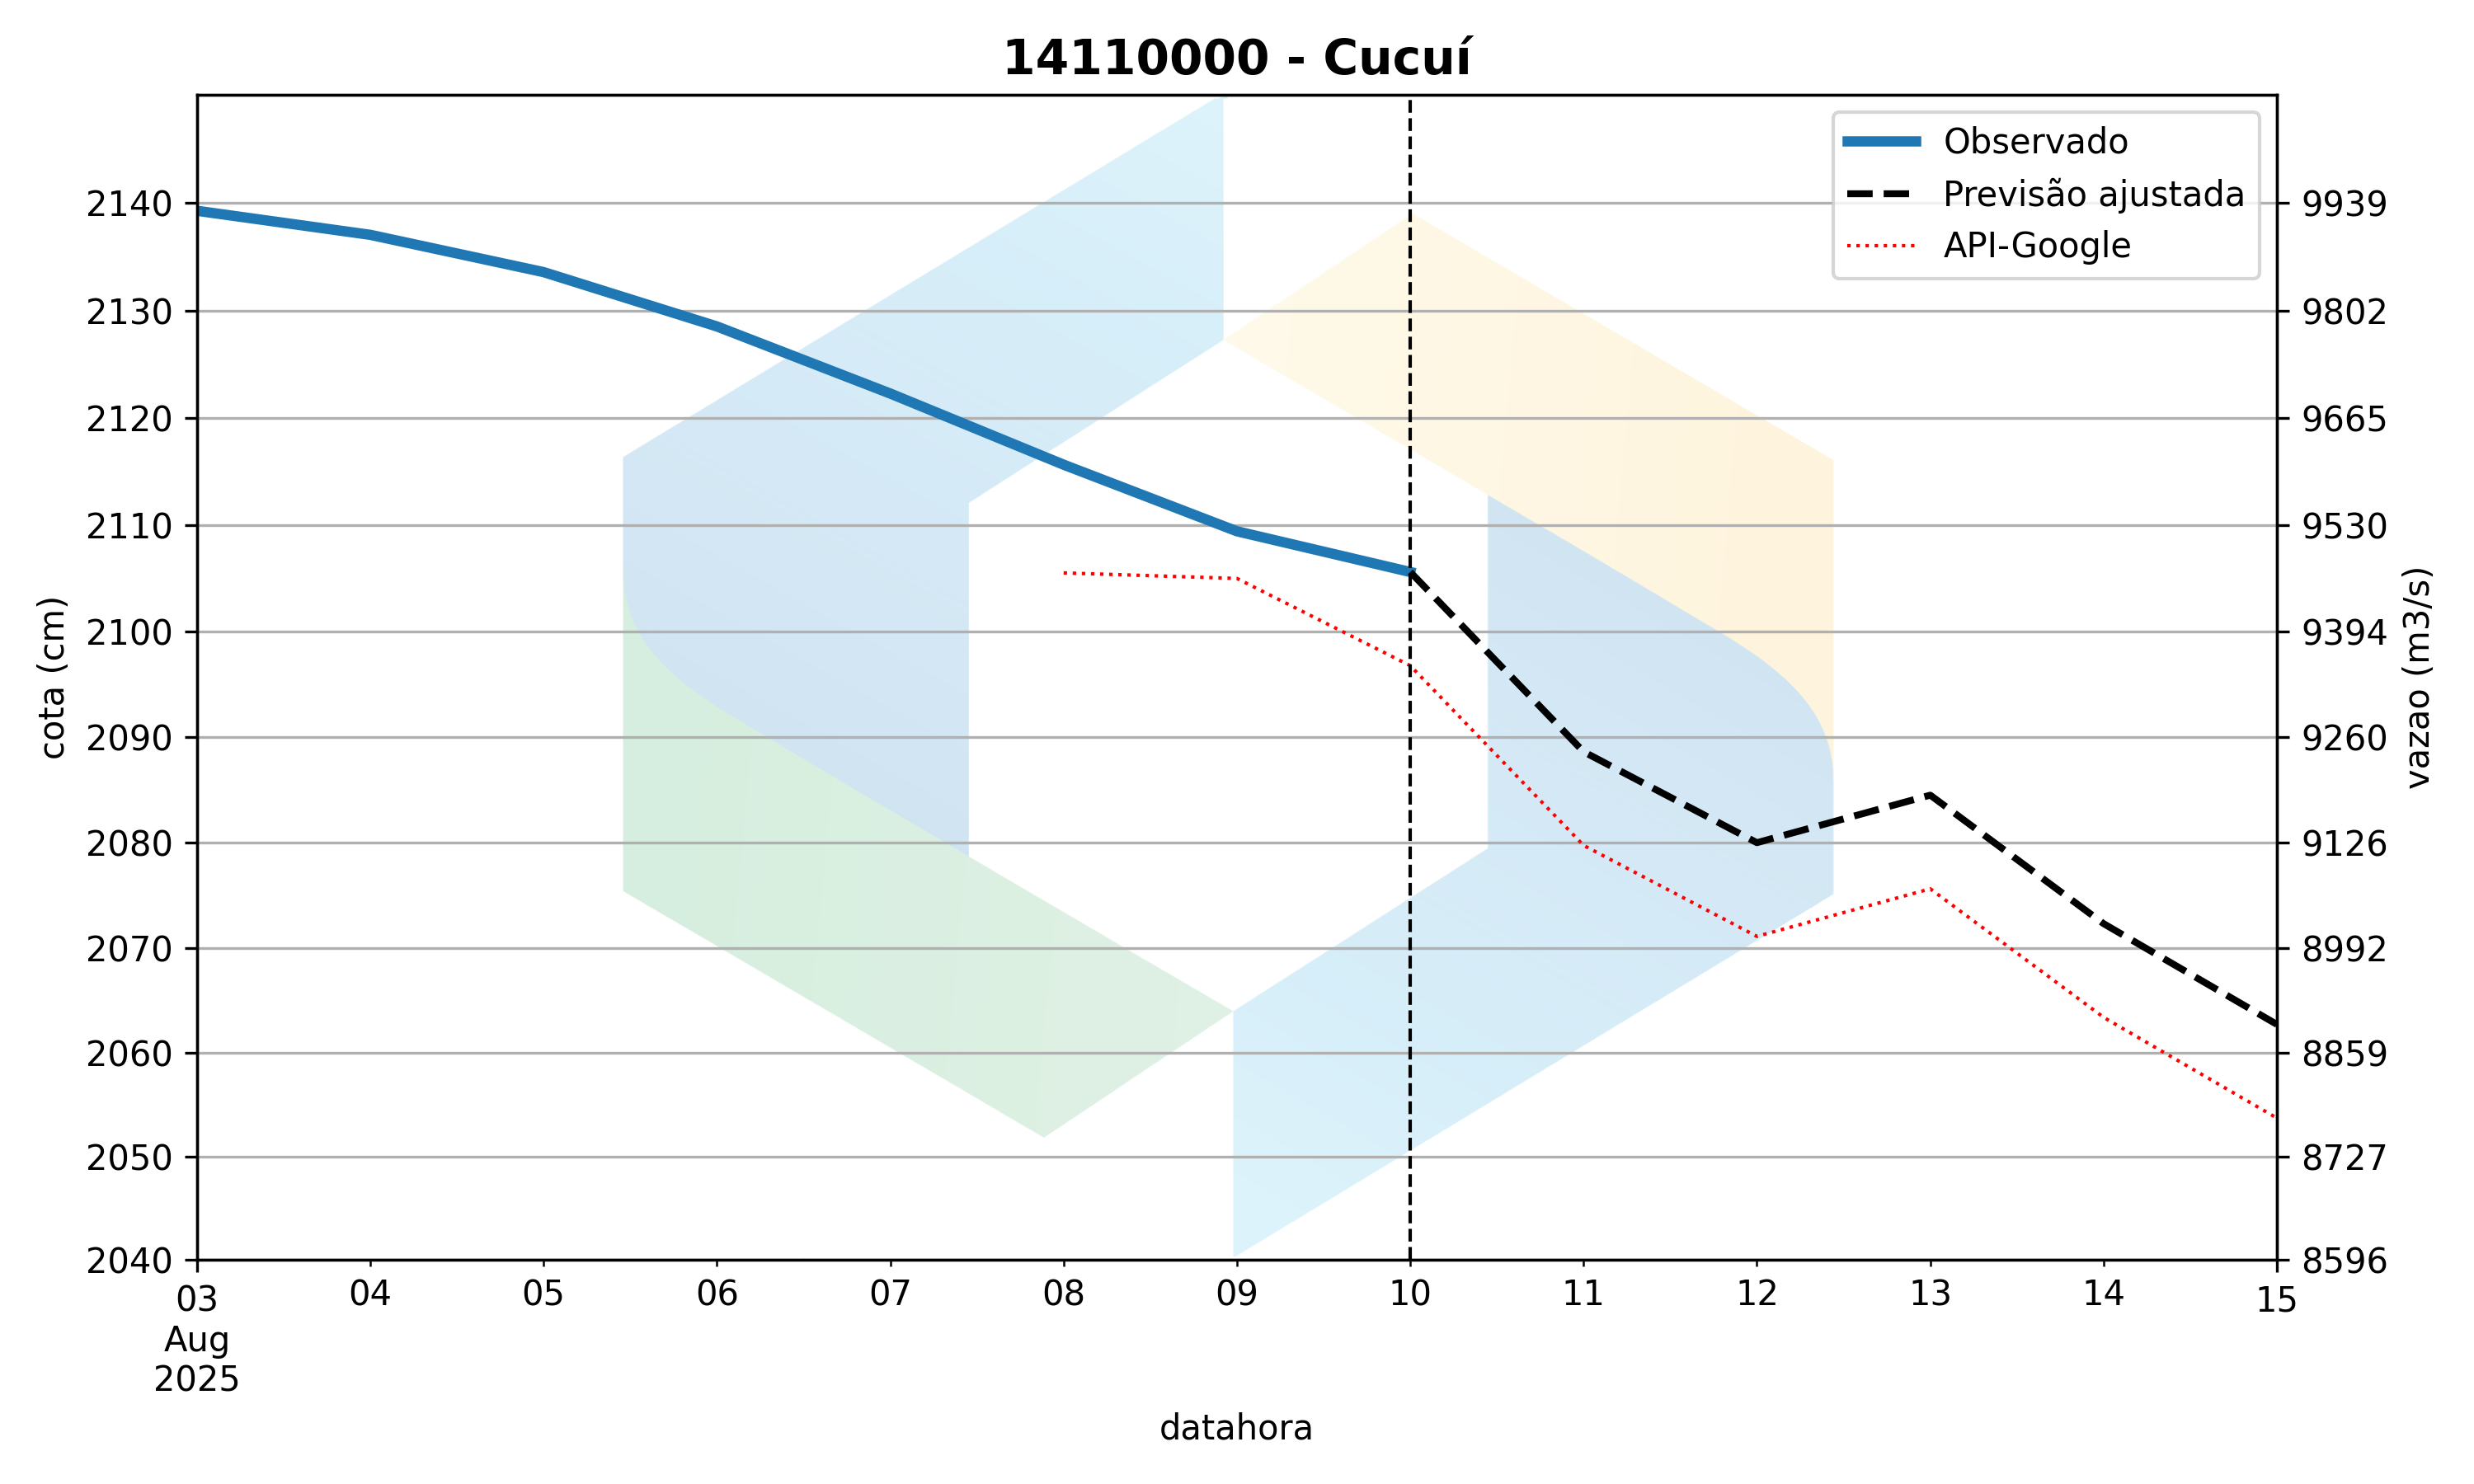 14110000 - Cucuí
Observado
Previsão ajustada
API-Google
2140
2130
2120
2110
2100
2090
2080
2070
2060
2050
2040
cota (cm)
9939
9802
9665
9530
9394
9260
9126
8992
8859
8727
8596
vazao (m3/s)
03 04 05 06 07 08 09 10 11 12 13 14 15
Aug
2025
datahora